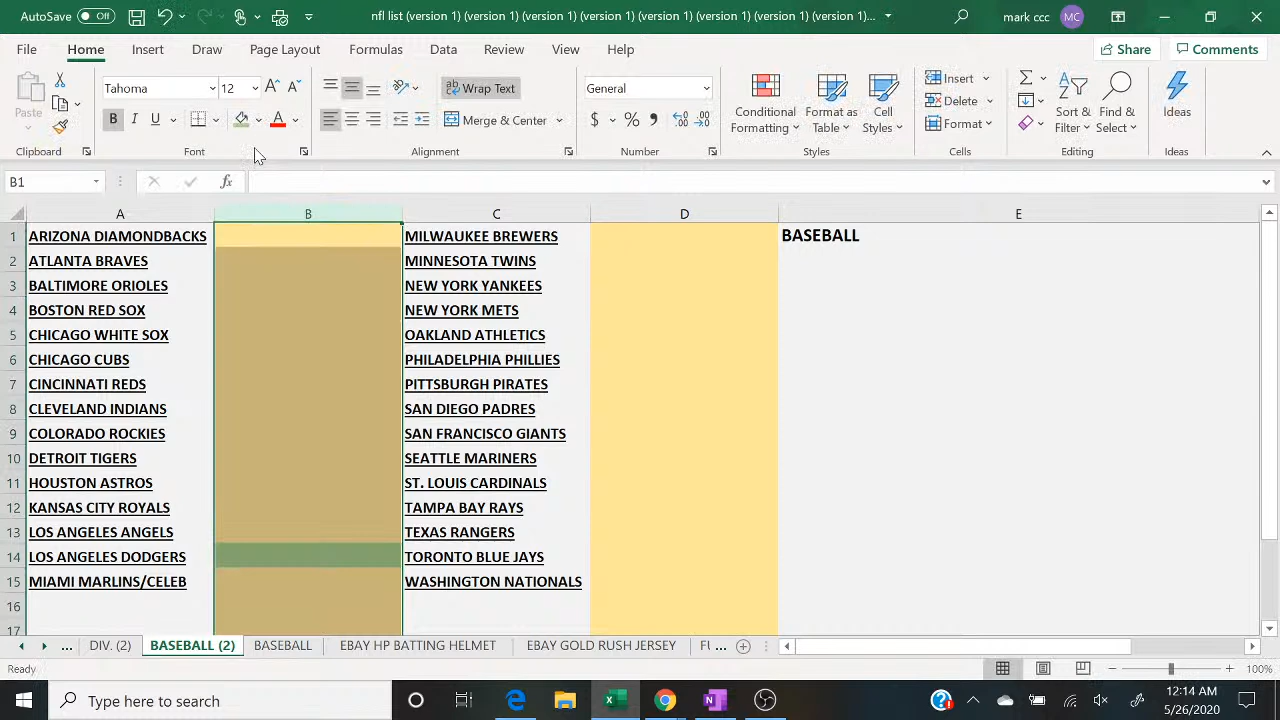 AutoSave Off nfl list (version 1) (version 1) (version 1) (version 1) (version 1) (version 1) (version 1)... mark ccc MC
File Home Insert Draw Page Layout Formulas Data Review View Help Share Comments
Paste Tahoma 12 B I U A ab Wrap Text Merge & Center General $ % , Conditional Formatting Format as Table Cell Styles Insert Delete Format Sort & Filter Find & Select Ideas
Clipboard Font Alignment Number Styles Cells Editing Ideas
B1 fx
A B C D E
1 ARIZONA DIAMONDBACKS MILWAUKEE BREWERS BASEBALL
2 ATLANTA BRAVES MINNESOTA TWINS
3 BALTIMORE ORIOLES NEW YORK YANKEES
4 BOSTON RED SOX NEW YORK METS
5 CHICAGO WHITE SOX OAKLAND ATHLETICS
6 CHICAGO CUBS PHILADELPHIA PHILLIES
7 CINCINNATI REDS PITTSBURGH PIRATES
8 CLEVELAND INDIANS SAN DIEGO PADRES
9 COLORADO ROCKIES SAN FRANCISCO GIANTS
10 DETROIT TIGERS SEATTLE MARINERS
11 HOUSTON ASTROS ST. LOUIS CARDINALS
12 KANSAS CITY ROYALS TAMPA BAY RAYS
13 LOS ANGELES ANGELS TEXAS RANGERS
14 LOS ANGELES DODGERS TORONTO BLUE JAYS
15 MIAMI MARLINS/CELEB WASHINGTON NATIONALS
16
17
... DIV. (2) BASEBALL (2) BASEBALL EBAY HP BATTING HELMET EBAY GOLD RUSH JERSEY ...
Ready 100%
Type here to search 12:14 AM
5/26/2020